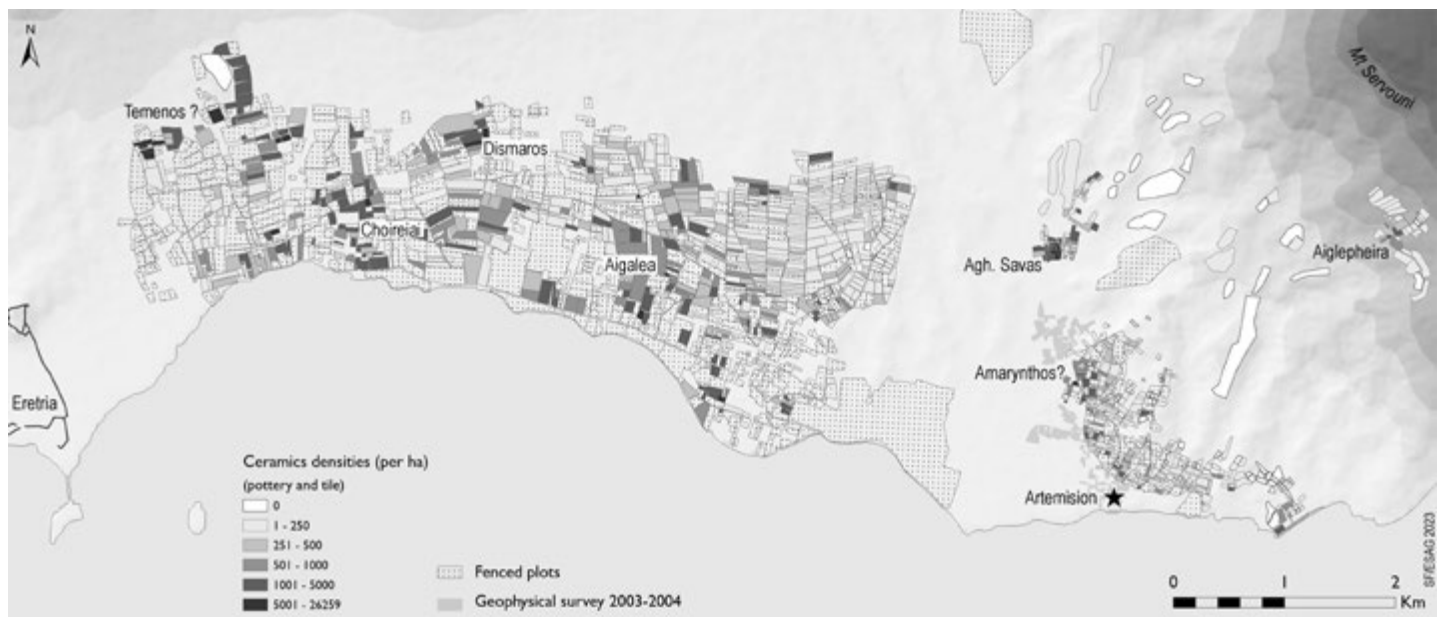 N
Mt Servouni
Temenos ?
Dismaros
Choireiai
Aigalea
Agh. Savas
Aiglepheira
Amarynthos?
Eretria
Artemision
Ceramics densities (per ha)
(pottery and tile)
0
1 - 250
251 - 500
501 - 1000
1001 - 5000
5001 - 26259
Fenced plots
Geophysical survey 2003-2004
0 1 2
Km
SF/ESAG 2023